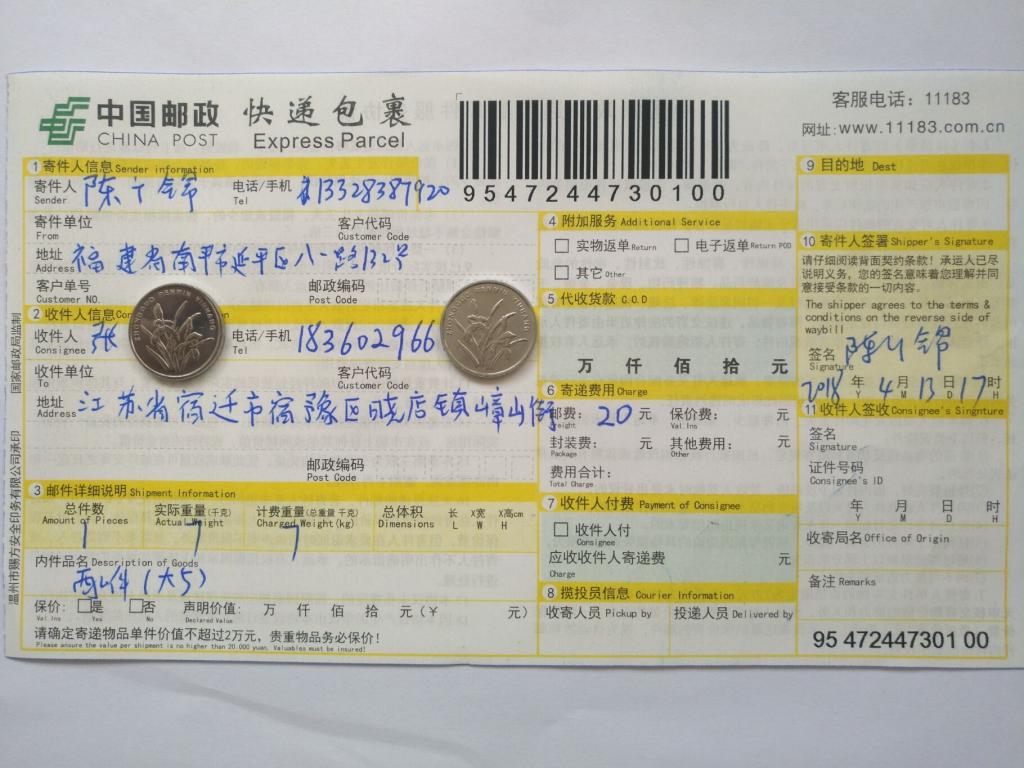 中国邮政 快递包裹
CHINA POST Express Parcel
9547244730100
客服电话：11183
网址：www.11183.com.cn
1 寄件人信息 Sender information
寄件人 陈 电话/手机 13328387920
Sender Tel
寄件单位 客户代码
From Customer Code
地址 福建省南平市延平区八一路132号
Address
客户单号 邮政编码
Customer NO. Post Code
2 收件人信息
收件人 张 电话/手机 183602966
Consignee Tel
收件单位 客户代码
To Customer Code
地址 江苏省宿迁市宿豫区晓店镇嶂山街
Address
邮政编码
Post Code
3 邮件详细说明 Shipment Information
总件数 实际重量(千克) 计费重量(总重量 千克) 总体积 长 X宽 X高cm
Amount of Pieces Actual Weight Charged Weight (kg) Dimensions L W H
1 7 7
内件品名 Description of Goods
(大5)
保价： 是 否 声明价值： 万 仟 佰 拾 元(￥ 元)
Val.Ins Yes No Declared Value
请确定寄递物品单件价值不超过2万元，贵重物品务必保价！
Please ensure the value per shipment is no higher than 20.000 yuan. Valuables must be insured!
4 附加服务 Additional Service
实物返单 Return 电子返单 Return POD
其它 Other
5 代收货款 C.O.D
万 仟 佰 拾 元
6 寄递费用 Charge
邮费： 20 元 保价费： 元
Val.Ins
封装费： 元 其他费用： 元
Package Other
费用合计： 元
Total Charge
7 收件人付费 Payment of Consignee
收件人付
Consignee
应收收件人寄递费 元
Charge
8 揽投员信息 Courier Information
收寄人员 Pickup by 投递人员 Delivered by
9 目的地 Dest
10 寄件人签署 Shipper's Signature
请仔细阅读背面契约条款！承运人已尽
说明义务，您的签名意味着您理解并同
意接受条款的一切内容。
The shipper agrees to the terms &
conditions on the reverse side of
waybill
签名 陈
Signature
2018 年 4 月 13 日 17 时
Y M D H
11 收件人签收 Consignee's Singnture
签名
Signature
证件号码
Consignee's ID
年 月 日 时
Y M D H
收寄局名 Office of Origin
备注 Remarks
95 472447301 00
国家邮政局监制
温州市赐方安全印务有限公司承印